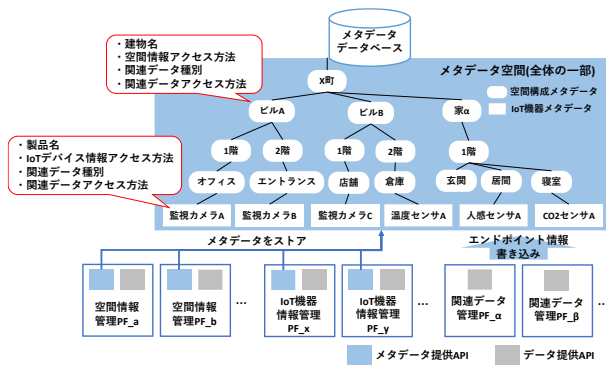 メタデータ
データベース
・建物名
・空間情報アクセス方法
・関連データ種別
・関連データアクセス方法
メタデータ空間(全体の一部)
X町
空間構成メタデータ
IoT機器メタデータ
ビルA
ビルB
家α
・製品名
・IoTデバイス情報アクセス方法
・関連データ種別
・関連データアクセス方法
1階
2階
1階
2階
1階
オフィス
エントランス
店舗
倉庫
玄関
居間
寝室
監視カメラA
監視カメラB
監視カメラC
温度センサA
人感センサA
CO2センサA
メタデータをストア
エンドポイント情報
書き込み
空間情報
管理PF_a
空間情報
管理PF_b
…
IoT機器
情報管理
PF_x
IoT機器
情報管理
PF_y
…
関連データ
管理PF_α
関連データ
管理PF_β
…
メタデータ提供API
データ提供API